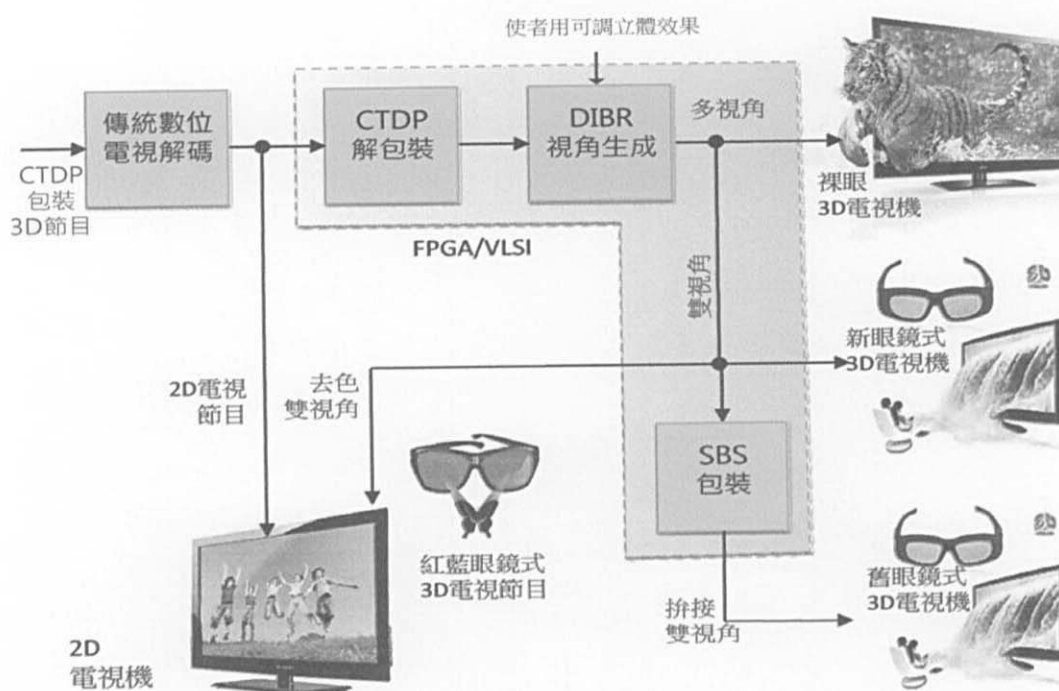 使者用可調立體效果
傳統數位
電視解碼
CTDP
解包裝
DIBR
視角生成
多視角
CTDP
包裝
3D節目
裸眼
3D電視機
FPGA/VLSI
雙視角
新眼鏡式
3D電視機
2D電視
節目
去色
雙視角
SBS
包裝
紅藍眼鏡式
3D電視節目
舊眼鏡式
3D電視機
拚接
雙視角
2D
電視機